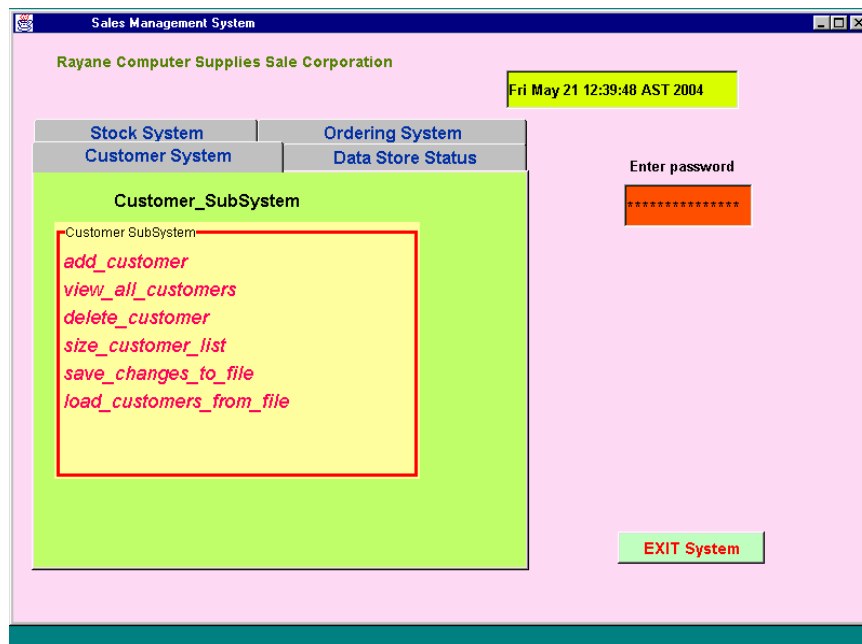 Sales Management System
Rayane Computer Supplies Sale Corporation
Fri May 21 12:39:48 AST 2004
Stock System
Ordering System
Customer System
Data Store Status
Enter password
***************
Customer_SubSystem
Customer SubSystem
add_customer
view_all_customers
delete_customer
size_customer_list
save_changes_to_file
load_customers_from_file
EXIT System